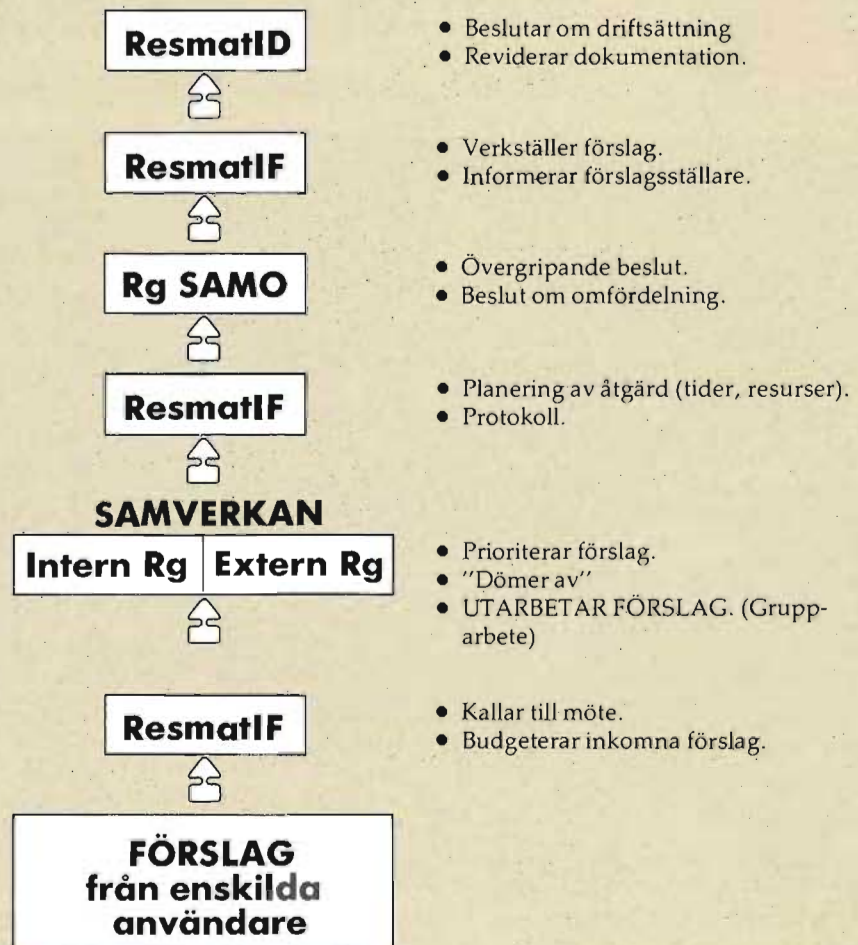 ResmatID
• Beslutar om driftsättning
• Reviderar dokumentation.
ResmatIF
• Verkställer förslag.
• Informerar förslagsställare.
Rg SAMO
• Övergripande beslut.
• Beslut om omfördelning.
ResmatIF
• Planering av åtgärd (tider, resurser).
• Protokoll.
SAMVERKAN
Intern Rg Extern Rg
• Prioriterar förslag.
• "Dömer av"
• UTARBETAR FÖRSLAG. (Grupp-
arbete)
ResmatIF
• Kallar till möte.
• Budgeterar inkomna förslag.
FÖRSLAG
från enskilda
användare